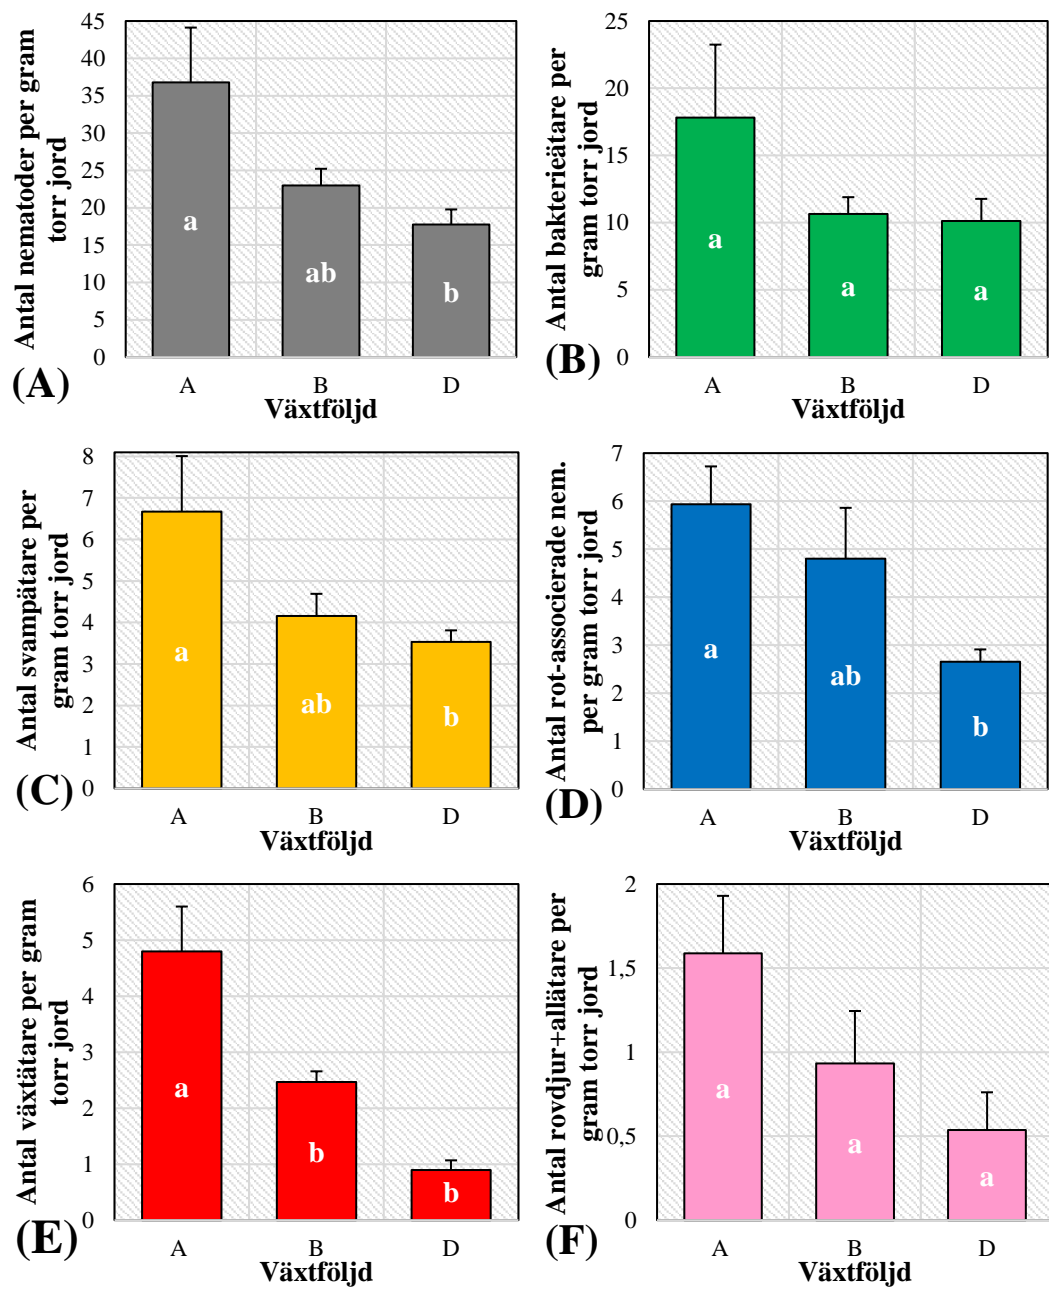 Antal nematoder per gram
torr jord
45
40
35
30
25
20
15
10
5
0
a
ab
b
A
B
D
Växtföljd
(A)
Antal bakterieätare per
gram torr jord
25
20
15
10
5
0
a
a
a
A
B
D
Växtföljd
(B)
Antal svampätare per
gram torr jord
8
7
6
5
4
3
2
1
0
a
ab
b
A
B
D
Växtföljd
(C)
Antal rot-associerade nem.
per gram torr jord
7
6
5
4
3
2
1
0
a
ab
b
A
B
D
Växtföljd
(D)
Antal växtätare per gram
torr jord
6
5
4
3
2
1
0
a
b
b
A
B
D
Växtföljd
(E)
Antal rovdjur+allätare per
gram torr jord
2
1,5
1
0,5
0
a
a
a
A
B
D
Växtföljd
(F)